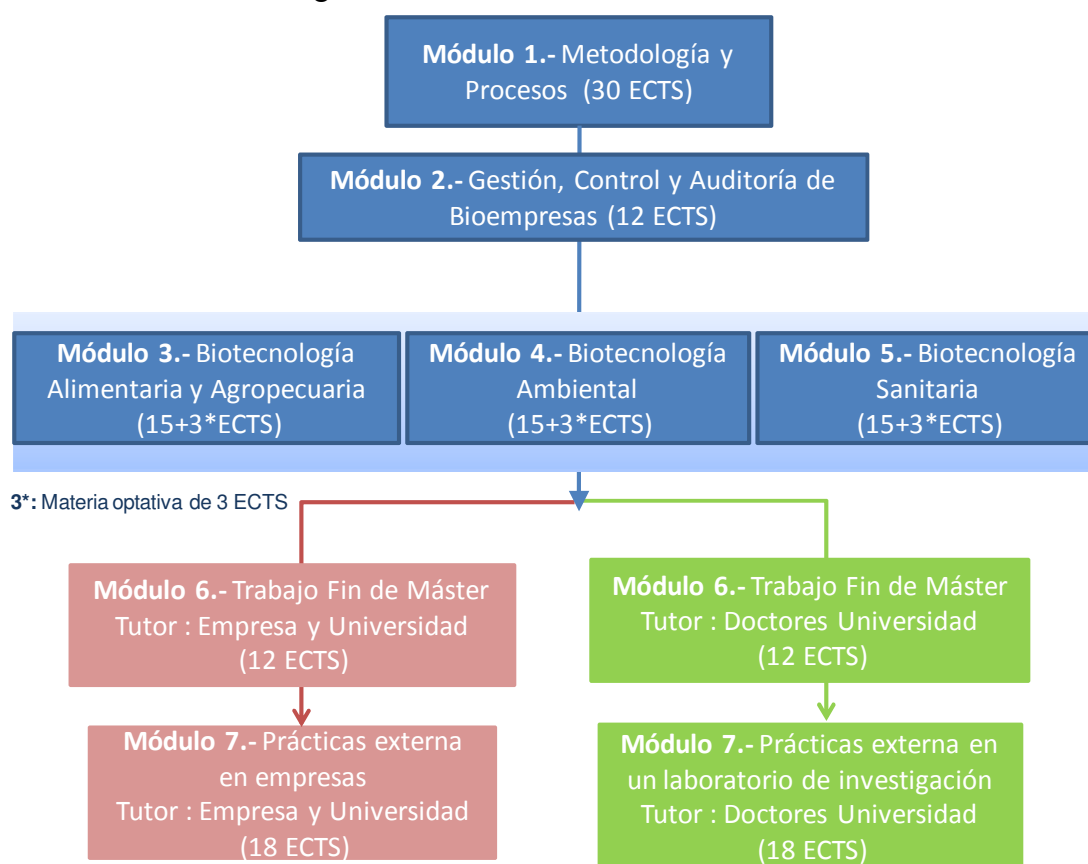 Módulo 1.- Metodología y
Procesos (30 ECTS)
Módulo 2.- Gestión, Control y Auditoría de
Bioempresas (12 ECTS)
Módulo 3.- Biotecnología
Alimentaria y Agropecuaria
(15+3*ECTS)
Módulo 4.- Biotecnología
Ambiental
(15+3*ECTS)
Módulo 5.- Biotecnología
Sanitaria
(15+3*ECTS)
3*: Materia optativa de 3 ECTS
Módulo 6.- Trabajo Fin de Máster
Tutor : Empresa y Universidad
(12 ECTS)
Módulo 6.- Trabajo Fin de Máster
Tutor : Doctores Universidad
(12 ECTS)
Módulo 7.- Prácticas externa
en empresas
Tutor : Empresa y Universidad
(18 ECTS)
Módulo 7.- Prácticas externa en
un laboratorio de investigación
Tutor : Doctores Universidad
(18 ECTS)